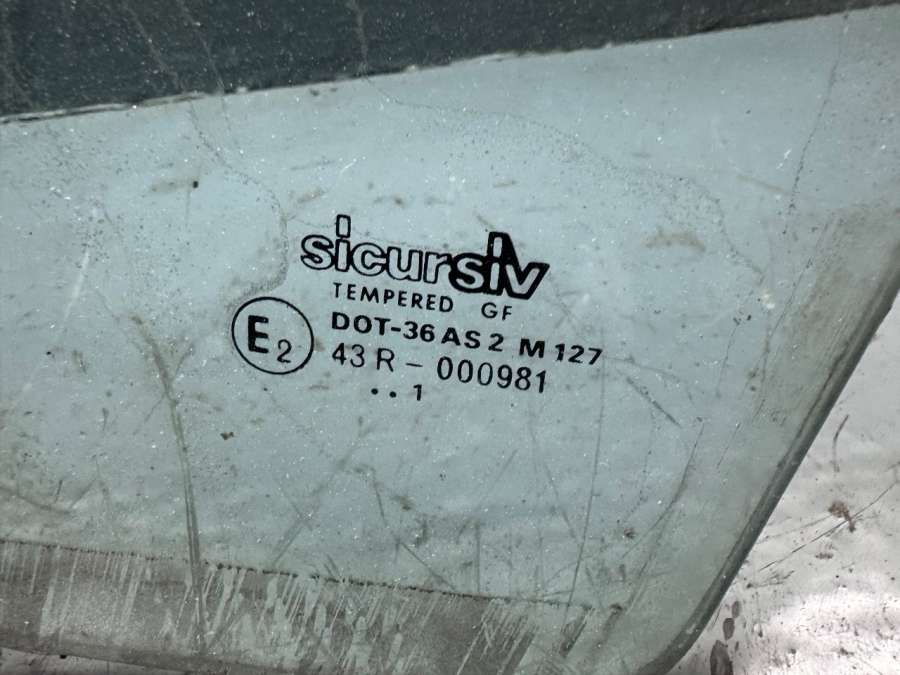 sicursiv
TEMPERED GF
DOT-36 AS 2 M 127
E2
43 R - 000981
•• 1